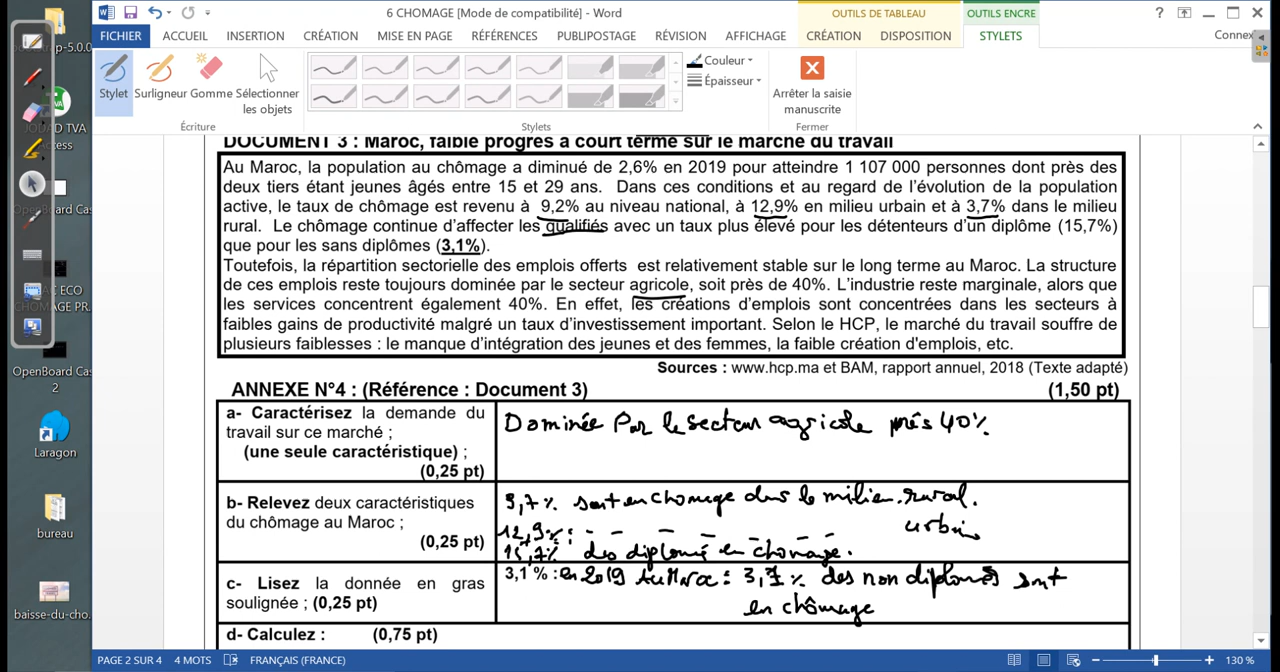 6 CHOMAGE [Mode de compatibilité] - Word
OUTILS DE TABLEAU
OUTILS ENCRE
FICHIER ACCUEIL INSERTION CRÉATION MISE EN PAGE RÉFÉRENCES PUBLIPOSTAGE RÉVISION AFFICHAGE CRÉATION DISPOSITION STYLETS Connex
Stylet Surligneur Gomme Sélectionner les objets
Couleur
Épaisseur
Arrêter la saisie manuscrite
Écriture Stylets Fermer
DOCUMENT 3 : Maroc, faible progrès à court terme sur le marché du travail
Au Maroc, la population au chômage a diminué de 2,6% en 2019 pour atteindre 1 107 000 personnes dont près des
deux tiers étant jeunes âgés entre 15 et 29 ans. Dans ces conditions et au regard de l'évolution de la population
active, le taux de chômage est revenu à 9,2% au niveau national, à 12,9% en milieu urbain et à 3,7% dans le milieu
rural. Le chômage continue d'affecter les qualifiés avec un taux plus élevé pour les détenteurs d'un diplôme (15,7%)
que pour les sans diplômes (3,1%).
Toutefois, la répartition sectorielle des emplois offerts est relativement stable sur le long terme au Maroc. La structure
de ces emplois reste toujours dominée par le secteur agricole, soit près de 40%. L'industrie reste marginale, alors que
les services concentrent également 40%. En effet, les créations d'emplois sont concentrées dans les secteurs à
faibles gains de productivité malgré un taux d'investissement important. Selon le HCP, le marché du travail souffre de
plusieurs faiblesses : le manque d'intégration des jeunes et des femmes, la faible création d'emplois, etc.
Sources : www.hcp.ma et BAM, rapport annuel, 2018 (Texte adapté)
ANNEXE N°4 : (Référence : Document 3) (1,50 pt)
a- Caractérisez la demande du
travail sur ce marché ;
(une seule caractéristique) ;
(0,25 pt)
Dominée Par le secteur agricole près 40%
b- Relevez deux caractéristiques
du chômage au Maroc ;
(0,25 pt)
3,7% sont en chomage dans le milieu rural.
12,9% : - - - - - - urbain
15,7% des diplomé en chomage.
c- Lisez la donnée en gras
soulignée ; (0,25 pt)
3,1% : en 2019 Au Maroc : 3,1% des non diplomés sont
en chômage
d- Calculez : (0,75 pt)
PAGE 2 SUR 4 4 MOTS FRANÇAIS (FRANCE) 130 %
JOUAD TVA
Laragon
bureau
baisse-du-cho...